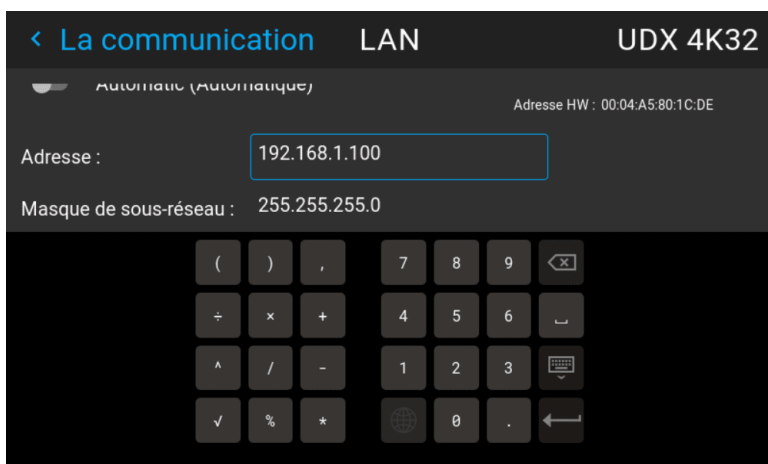 ‹ La communication LAN UDX 4K32
Automatic (Automatique)
Adresse HW : 00:04:A5:80:1C:DE
Adresse : 192.168.1.100
Masque de sous-réseau : 255.255.255.0
( ) , 7 8 9
÷ × + 4 5 6
^ / - 1 2 3
√ % * 0 .